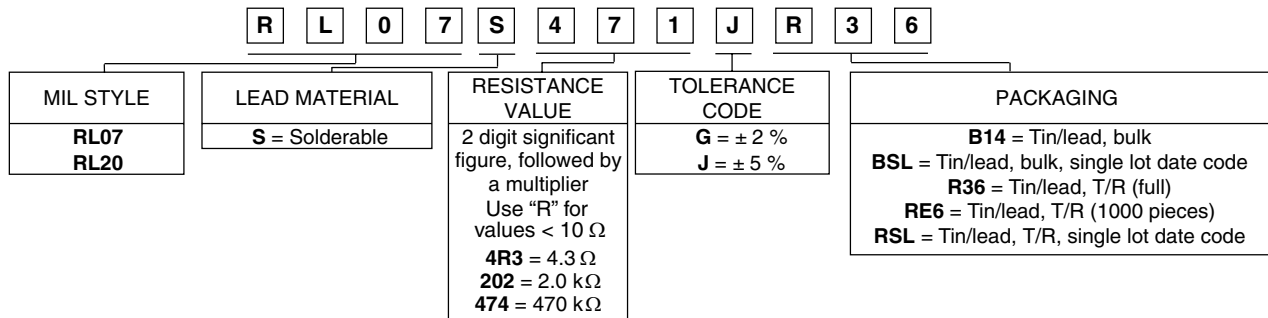 R L 0 7 S 4 7 1 J R 3 6
MIL STYLE
RL07
RL20
LEAD MATERIAL
S = Solderable
RESISTANCE
VALUE
2 digit significant
figure, followed by
a multiplier
Use “R” for
values < 10 Ω
4R3 = 4.3 Ω
202 = 2.0 kΩ
474 = 470 kΩ
TOLERANCE
CODE
G = ± 2 %
J = ± 5 %
PACKAGING
B14 = Tin/lead, bulk
BSL = Tin/lead, bulk, single lot date code
R36 = Tin/lead, T/R (full)
RE6 = Tin/lead, T/R (1000 pieces)
RSL = Tin/lead, T/R, single lot date code